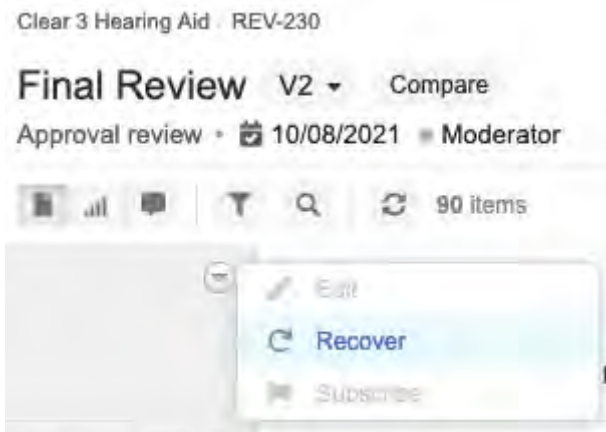 Clear 3 Hearing Aid REV-230
Final Review V2 Compare
Approval review • 10/08/2021 Moderator
90 items
Edit
Recover
Subscribe